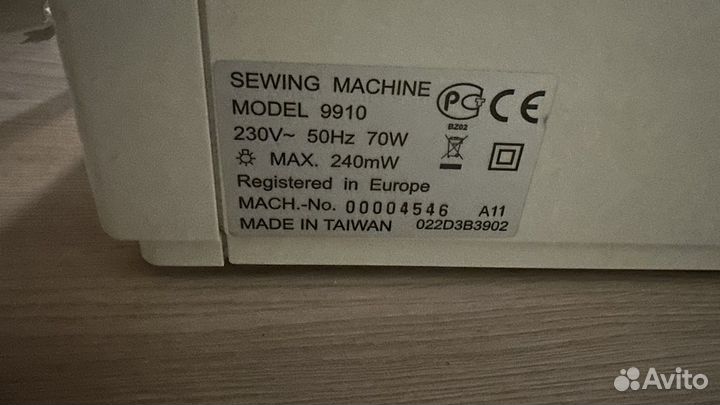 SEWING MACHINE
MODEL 9910
230V~ 50Hz 70W
MAX. 240mW
Registered in Europe
MACH.-No. 00004546 A11
MADE IN TAIWAN 022D3B3902
РСТ CE
BZ02
Avito